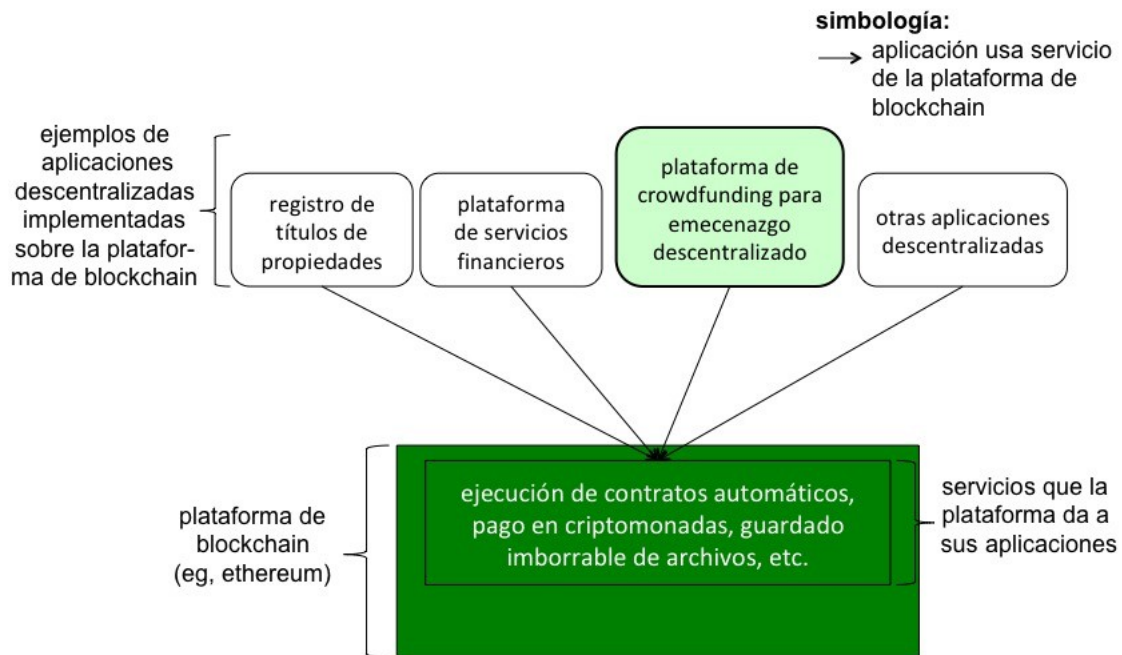 simbología:
aplicación usa servicio
de la plataforma de
blockchain
ejemplos de
aplicaciones
descentralizadas
implementadas
sobre la platafor-
ma de blockchain
registro de
títulos de
propiedades
plataforma
de servicios
financieros
plataforma de
crowdfunding para
emecenazgo
descentralizado
otras aplicaciones
descentralizadas
plataforma de
blockchain
(eg, ethereum)
ejecución de contratos automáticos,
pago en criptomonadas, guardado
imborrable de archivos, etc.
servicios que la
plataforma da a
sus aplicaciones